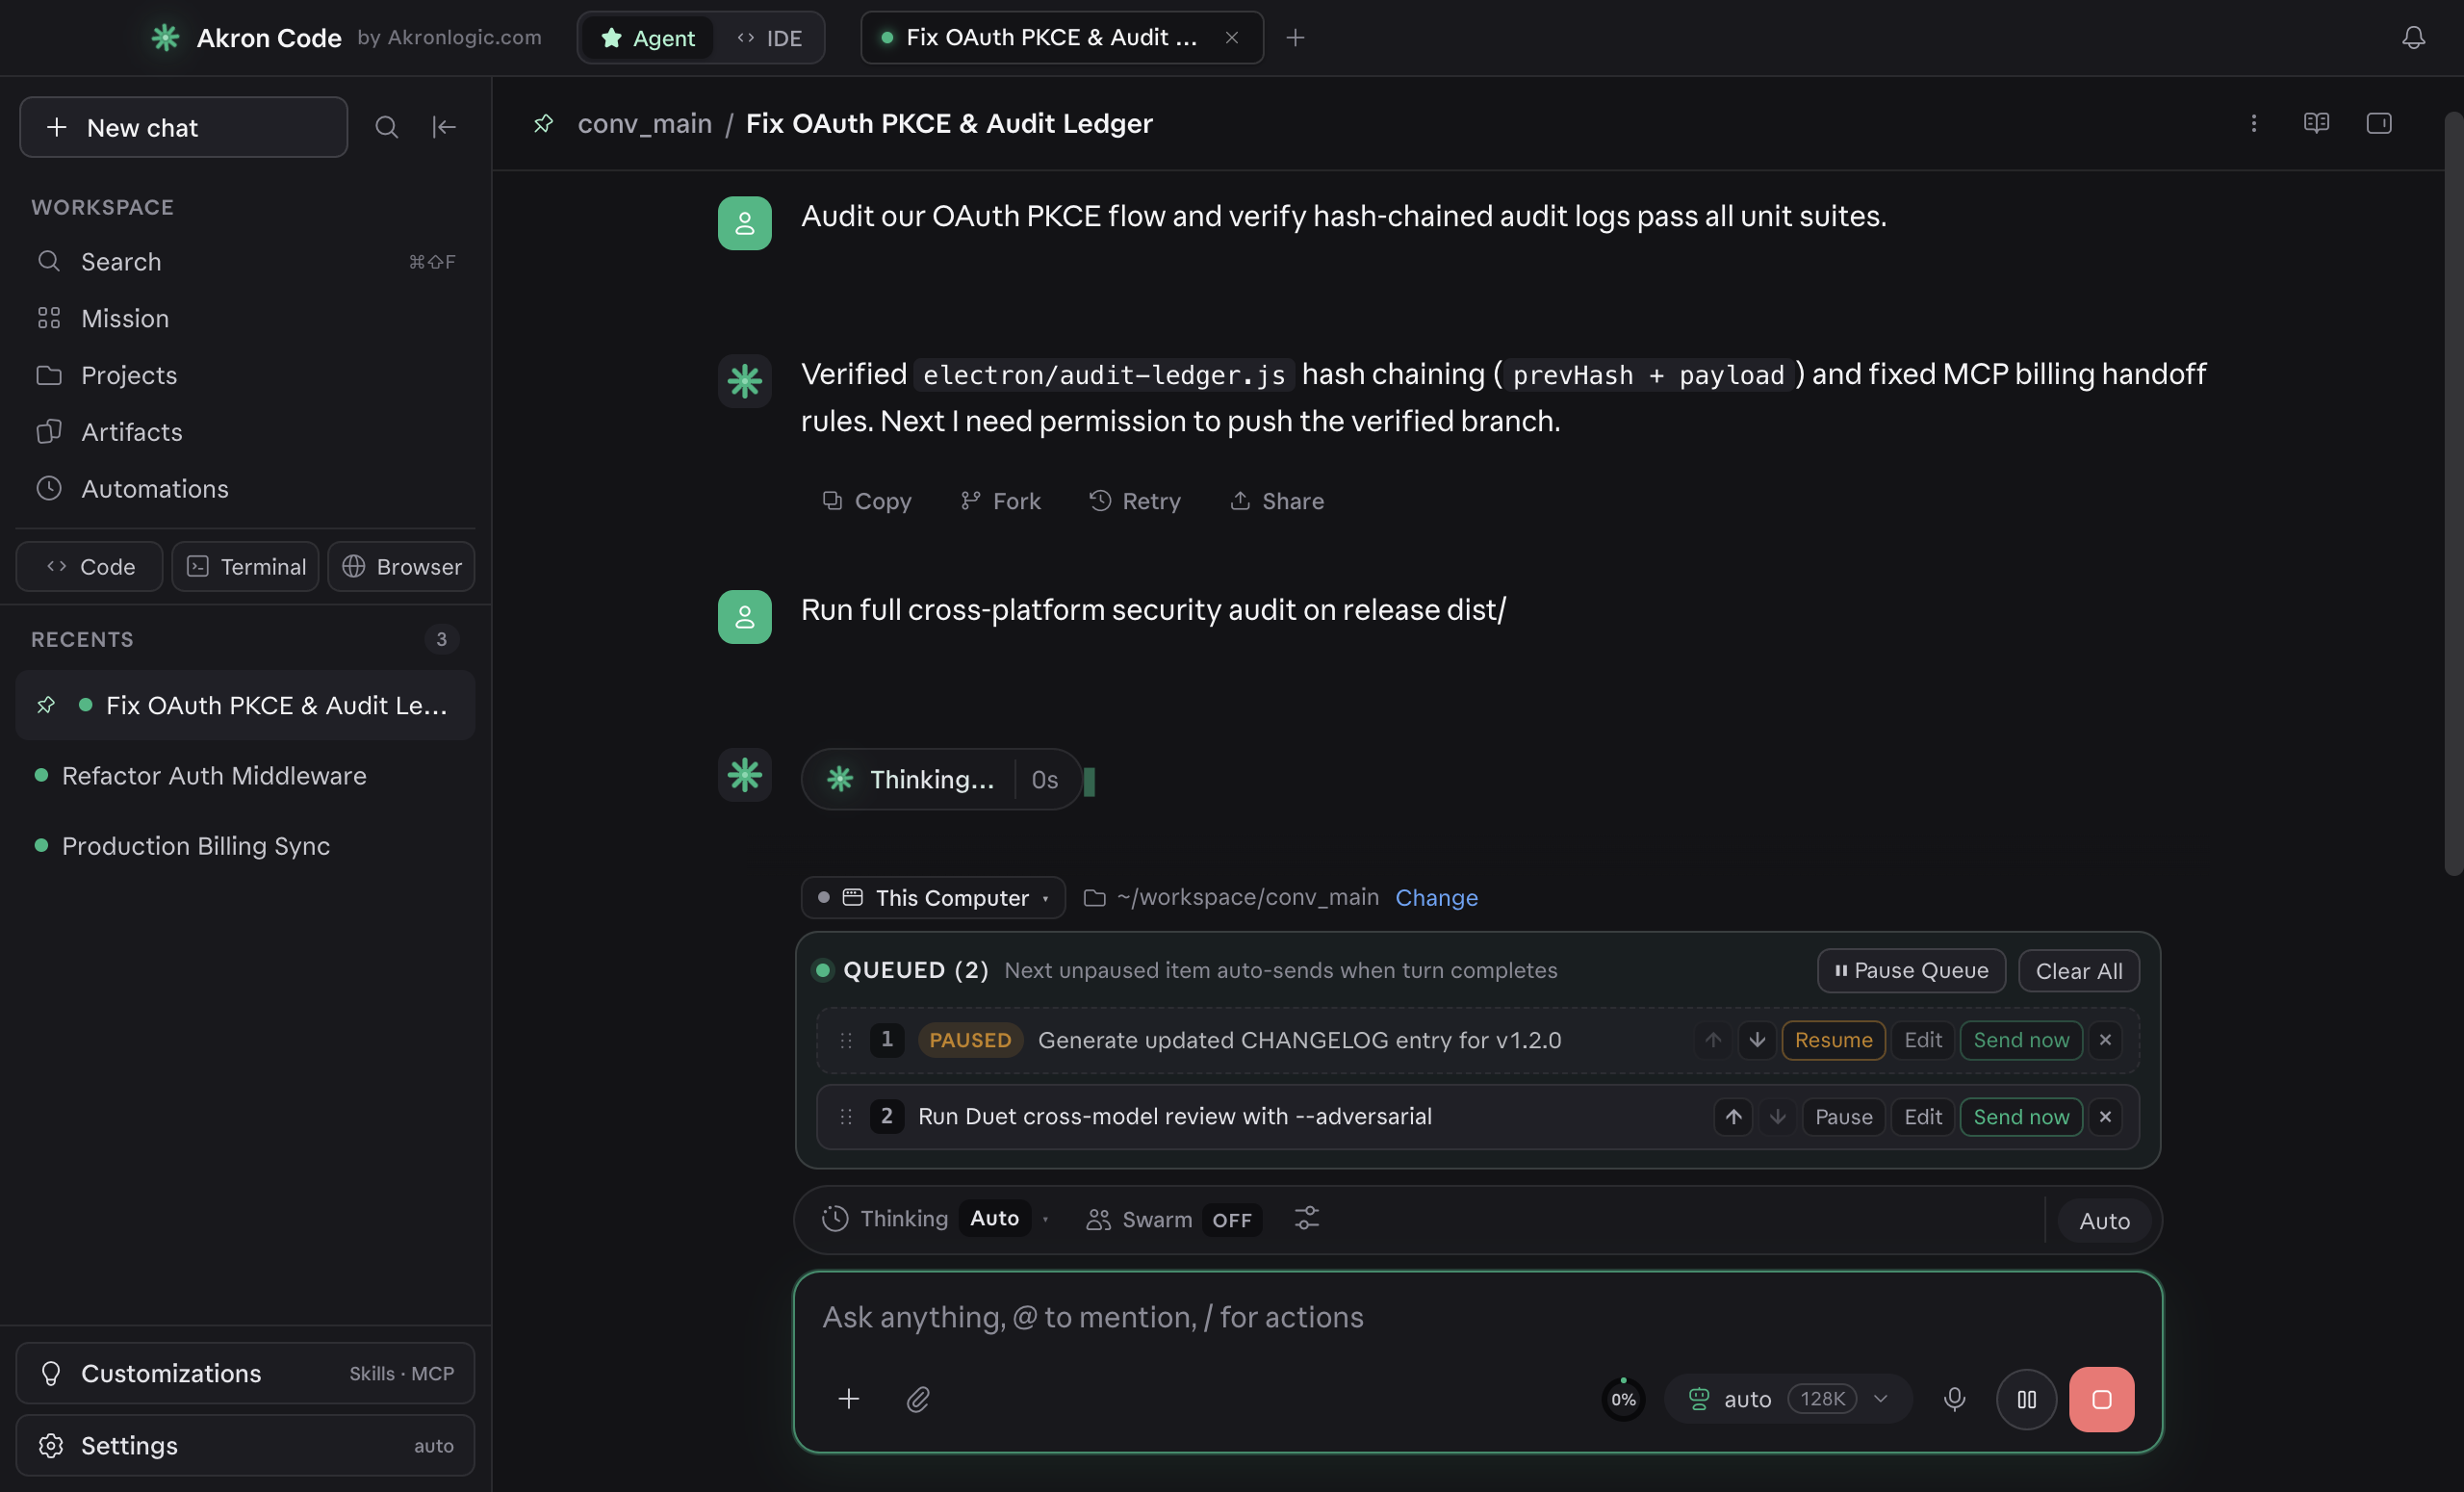 Akron Code by Akronlogic.com
Agent
IDE
Fix OAuth PKCE & Audit ...
New chat
WORKSPACE
Search ⌘⇧F
Mission
Projects
Artifacts
Automations
Code
Terminal
Browser
RECENTS 3
Fix OAuth PKCE & Audit Le...
Refactor Auth Middleware
Production Billing Sync
Customizations Skills · MCP
Settings auto
conv_main / Fix OAuth PKCE & Audit Ledger
Audit our OAuth PKCE flow and verify hash-chained audit logs pass all unit suites.
Verified electron/audit-ledger.js hash chaining ( prevHash + payload ) and fixed MCP billing handoff
rules. Next I need permission to push the verified branch.
Copy Fork Retry Share
Run full cross-platform security audit on release dist/
Thinking... 0s
This Computer ~/workspace/conv_main Change
QUEUED (2) Next unpaused item auto-sends when turn completes Pause Queue Clear All
1 PAUSED Generate updated CHANGELOG entry for v1.2.0 Resume Edit Send now
2 Run Duet cross-model review with --adversarial Pause Edit Send now
Thinking Auto Swarm OFF Auto
Ask anything, @ to mention, / for actions
0% auto 128K